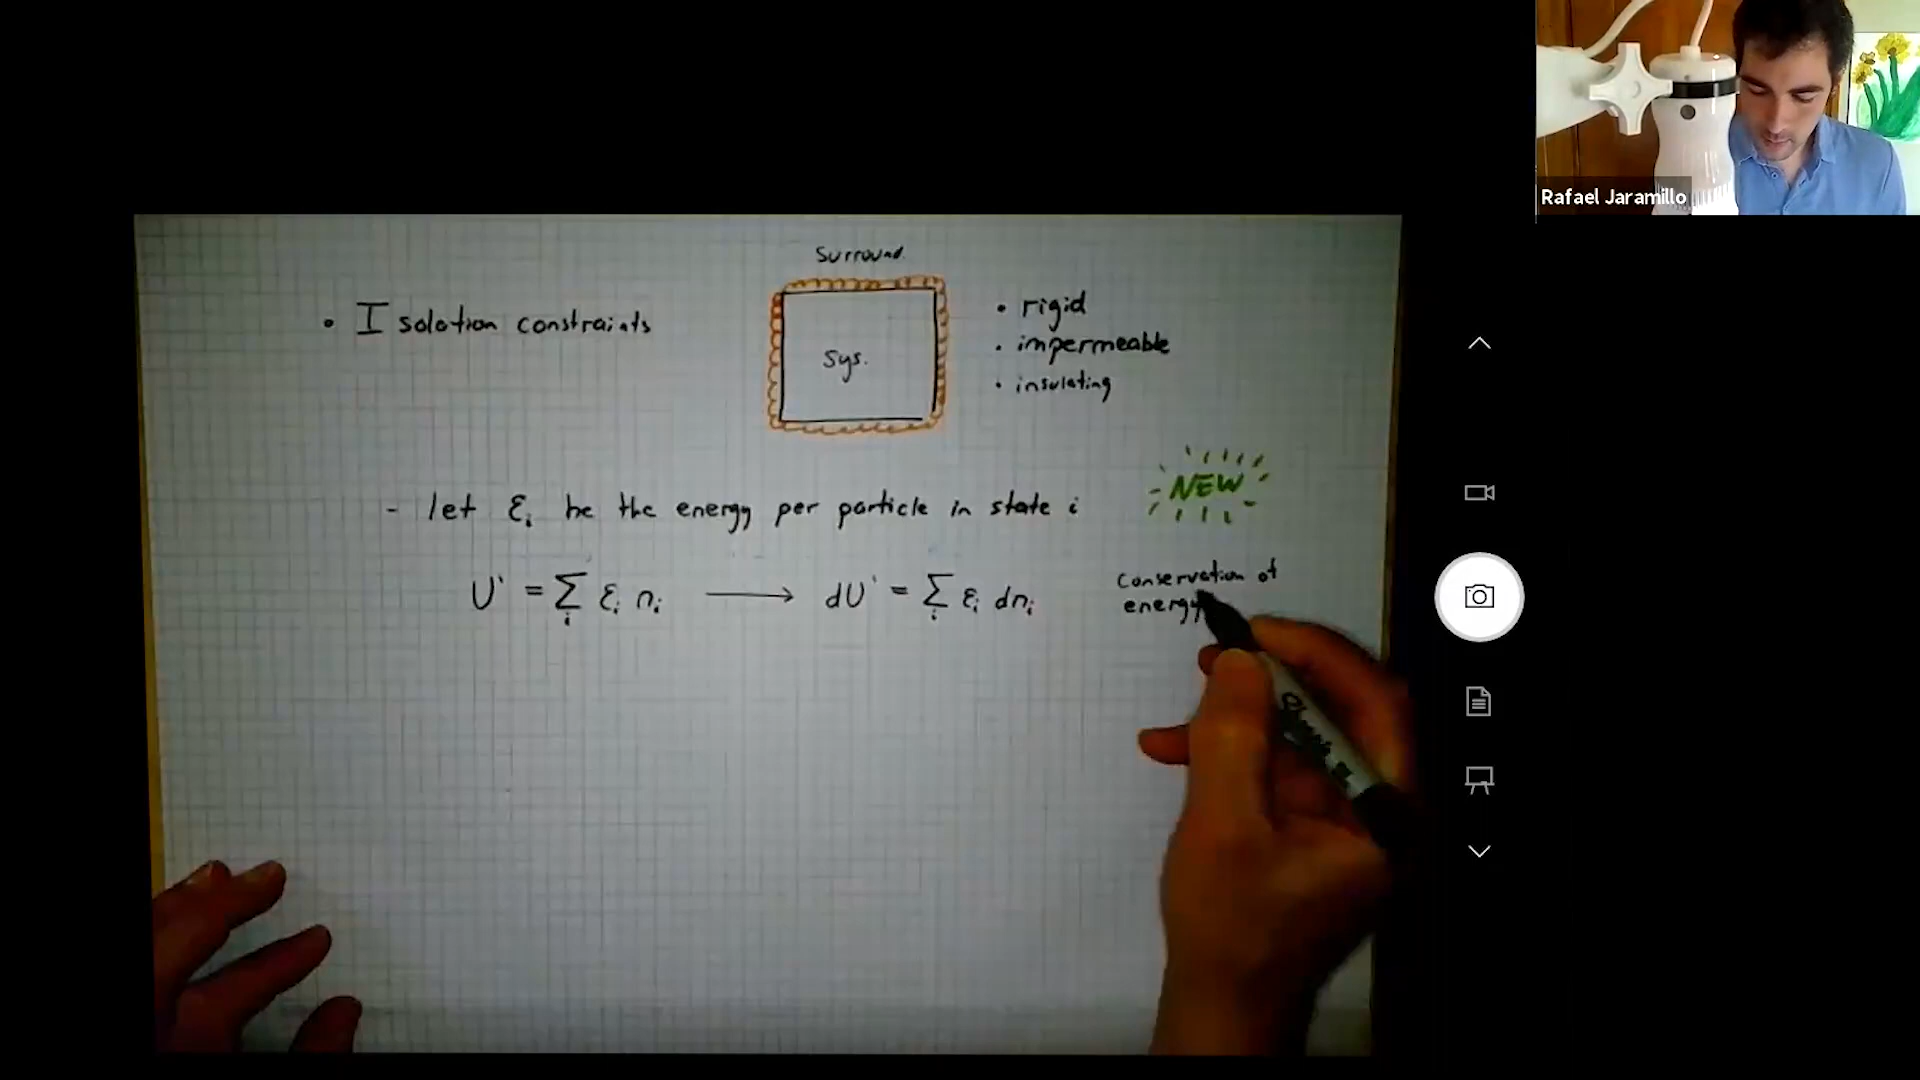 Rafael Jaramillo
Surround.
• Isolation constraints
Sys.
• rigid
• impermeable
• insulating
NEW
- let εᵢ be the energy per particle in state i
U' = Σᵢ εᵢ nᵢ ⟶ dU' = Σᵢ εᵢ dnᵢ
Conservation of
energy